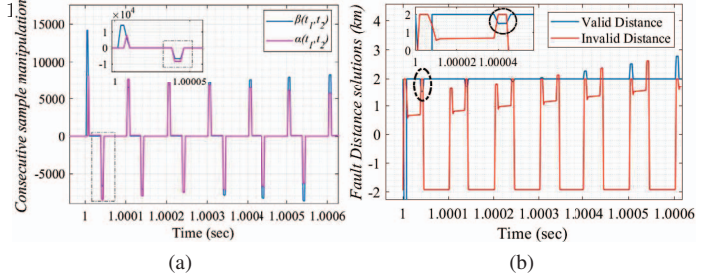 1
Consecutive sample manipulation
15000
10000
5000
0
-5000
×10⁴
1
0
-1
1 1.00005
β(t₁,t₂)
α(t₁,t₂)
1 1.0001 1.0002 1.0003 1.0004 1.0005 1.0006
Time (sec)
(a)
Fault Distance solutions (km)
4
3
2
1
0
-1
-2
2
1
0
1 1.00002 1.00004
Valid Distance
Invalid Distance
1 1.0001 1.0002 1.0003 1.0004 1.0005 1.0006
Time (sec)
(b)